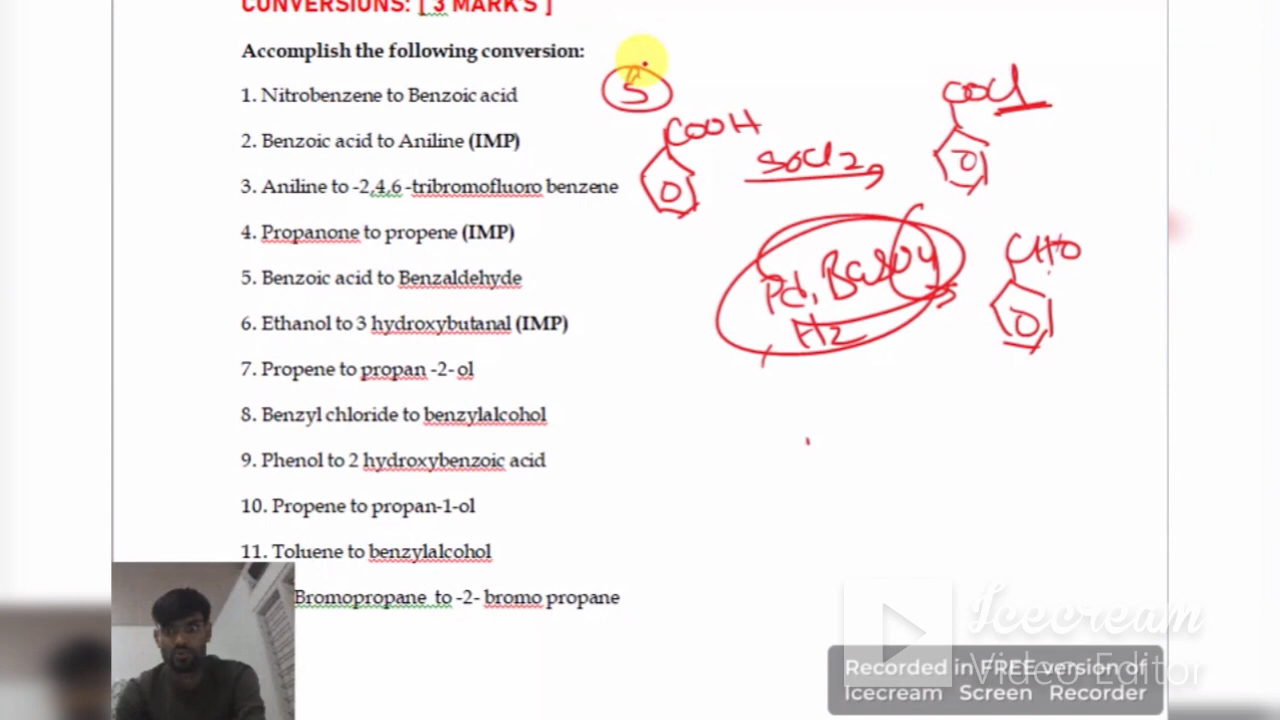 CONVERSIONS: [ 3 MARK'S ]
Accomplish the following conversion:
1. Nitrobenzene to Benzoic acid
2. Benzoic acid to Aniline (IMP)
3. Aniline to -2,4,6 -tribromofluoro benzene
4. Propanone to propene (IMP)
5. Benzoic acid to Benzaldehyde
6. Ethanol to 3 hydroxybutanal (IMP)
7. Propene to propan -2- ol
8. Benzyl chloride to benzylalcohol
9. Phenol to 2 hydroxybenzoic acid
10. Propene to propan-1-ol
11. Toluene to benzylalcohol
Bromopropane to -2- bromo propane
5
COOH
SOCl2
COCl
Pd, BaSO4
H2
CHO
Icecream
Video Editor
Recorded in FREE version of
Icecream Screen Recorder